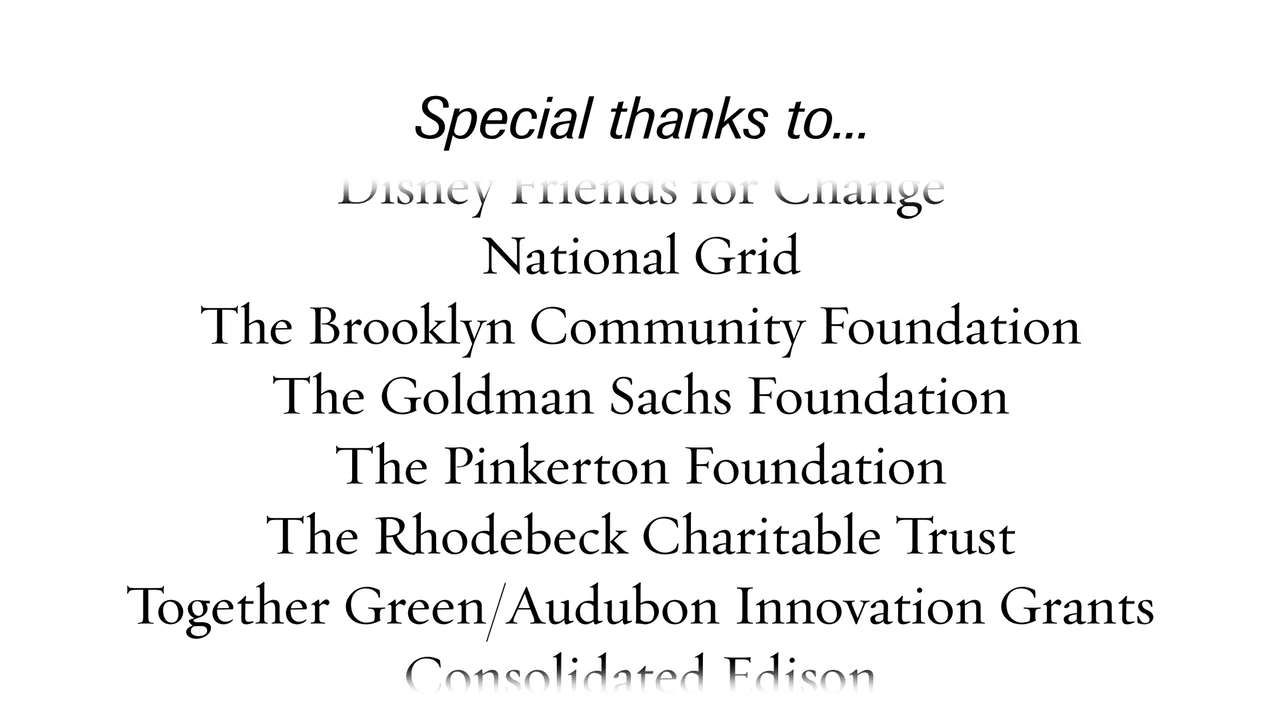 Special thanks to...
Disney Friends for Change
National Grid
The Brooklyn Community Foundation
The Goldman Sachs Foundation
The Pinkerton Foundation
The Rhodebeck Charitable Trust
Together Green/Audubon Innovation Grants
Consolidated Edison